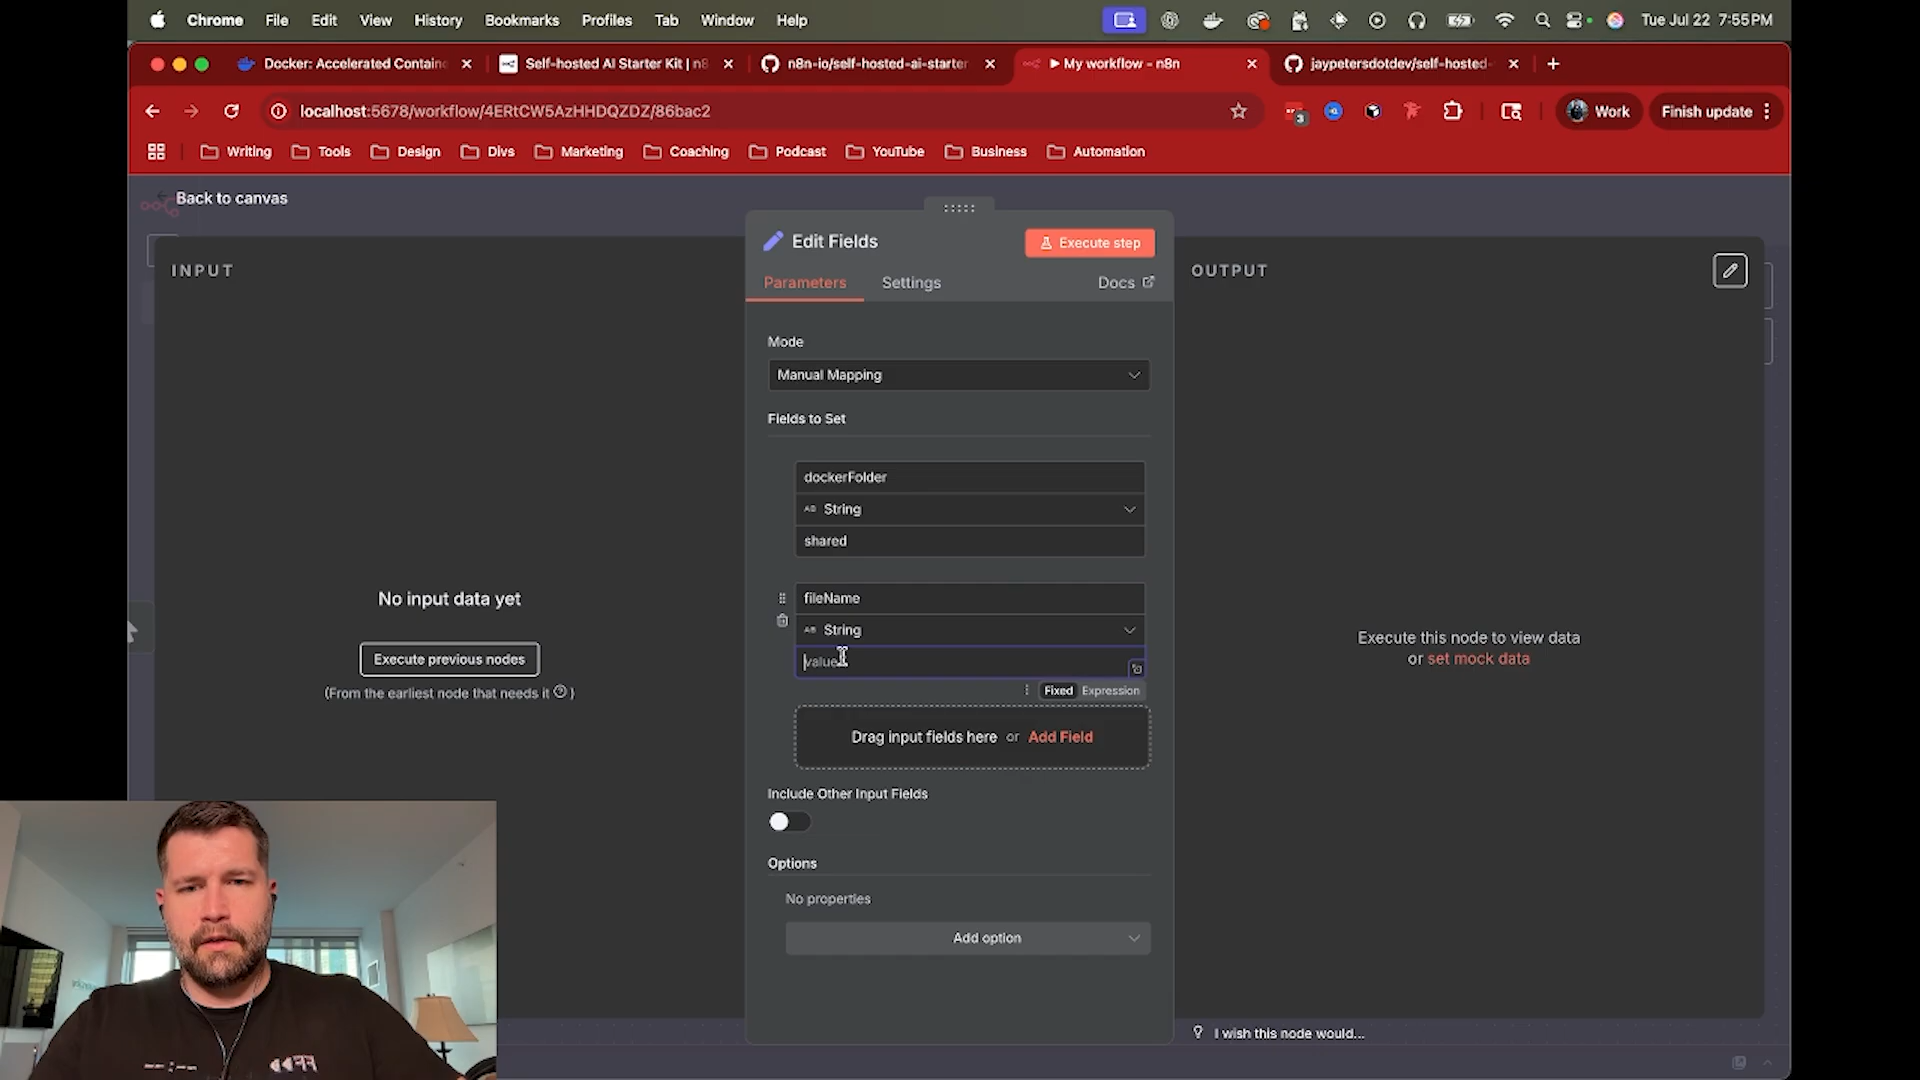 Chrome File Edit View History Bookmarks Profiles Tab Window Help Tue Jul 22 7:55 PM
Docker: Accelerated Contain
Self-hosted AI Starter Kit | n8
n8n-io/self-hosted-ai-starter
My workflow - n8n
jaypetersdotdev/self-hosted-
localhost:5678/workflow/4ERtCW5AzHHDQZDZ/86bac2
3
Work
Finish update
Writing Tools Design Divs Marketing Coaching Podcast YouTube Business Automation
Back to canvas
INPUT
No input data yet
Execute previous nodes
(From the earliest node that needs it ? )
Edit Fields
Execute step
Parameters Settings Docs
Mode
Manual Mapping
Fields to Set
dockerFolder
AB String
shared
fileName
AB String
value
Fixed Expression
Drag input fields here or Add Field
Include Other Input Fields
Options
No properties
Add option
OUTPUT
Execute this node to view data
or set mock data
I wish this node would...